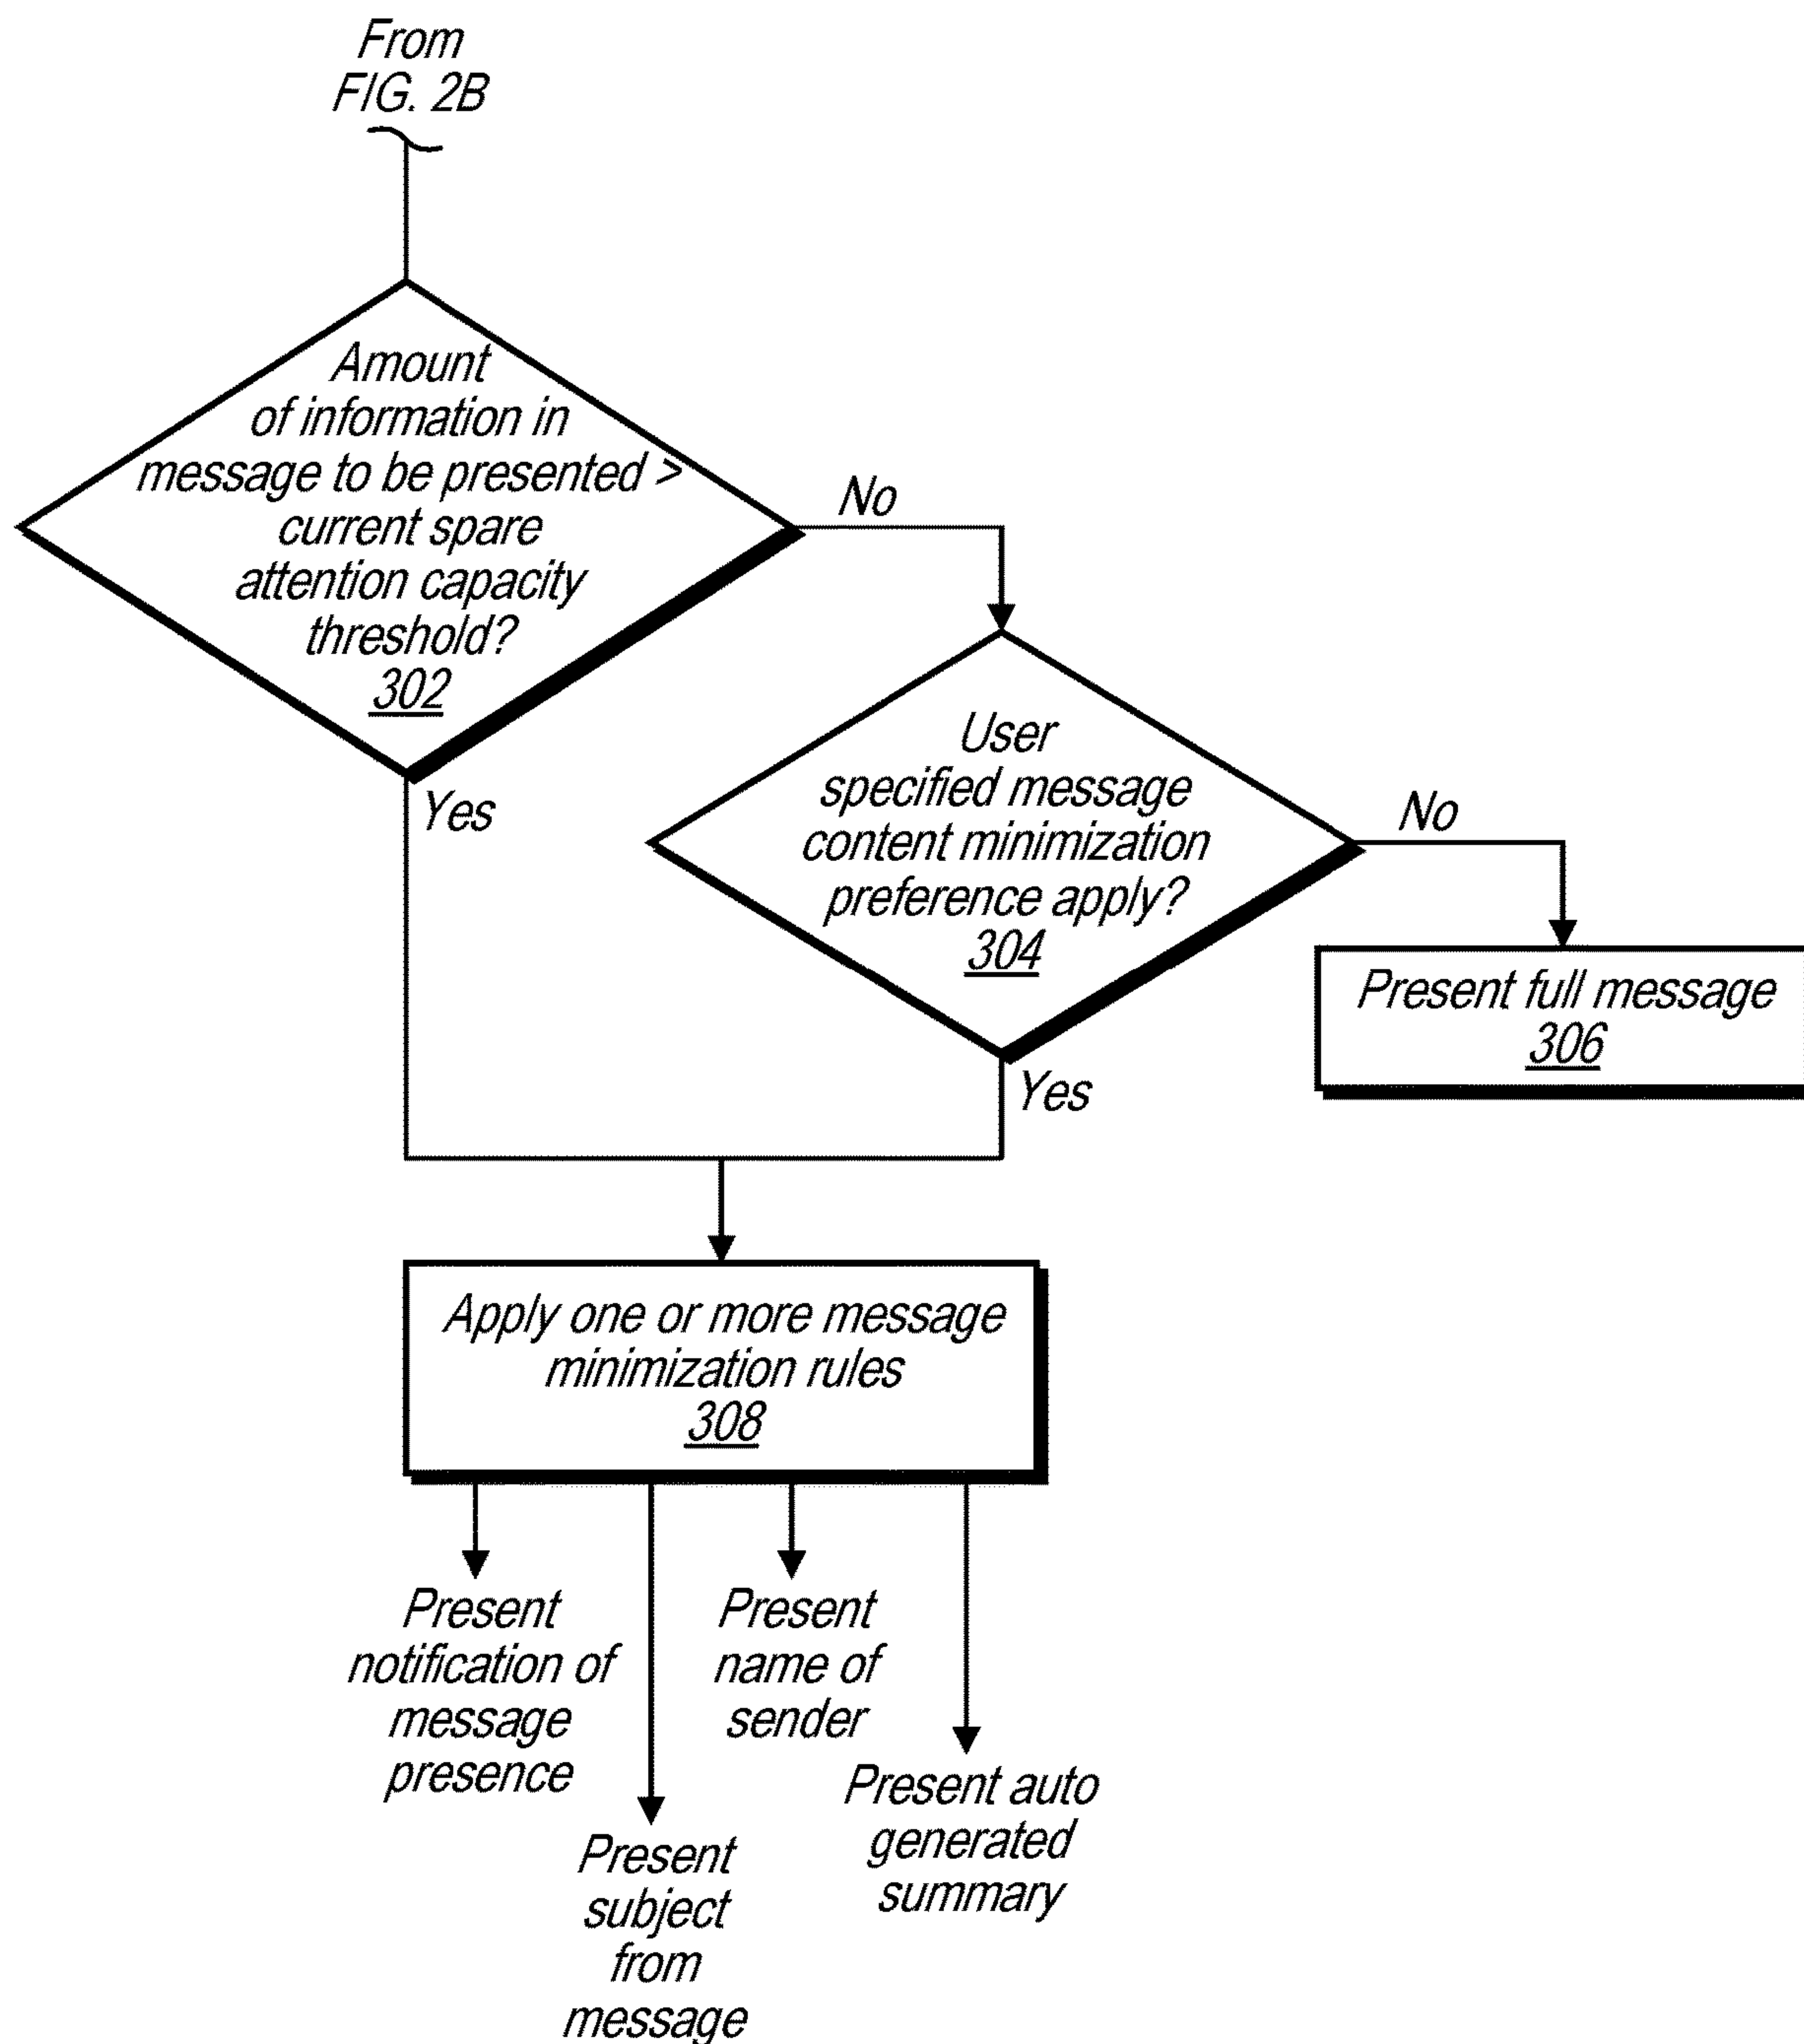 From
FIG. 2B
Amount
of information in
message to be presented >
current spare
attention capacity
threshold?
302
No
Yes
User
specified message
content minimization
preference apply?
304
No
Yes
Present full message
306
Apply one or more message
minimization rules
308
Present
notification of
message
presence
Present
subject
from
message
Present
name of
sender
Present auto
generated
summary